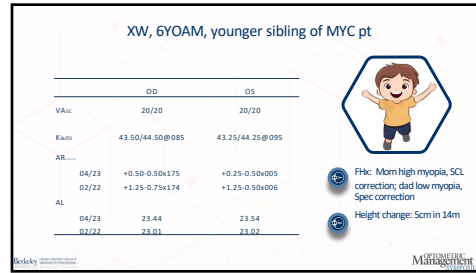 XW, 6YOAM, younger sibling of MYC pt
OD OS
VAsc 20/20 20/20
KAUTO 43.50/44.50@085 43.25/44.25@095
AR
04/23 +0.50-0.50x175 +0.25-0.50x005
02/22 +1.25-0.75x174 +1.25-0.50x006
AL
04/23 23.44 23.54
02/22 23.01 23.02
FHx: Mom high myopia, SCL
correction; dad low myopia,
Spec correction
Height change: 5cm in 14m
Berkeley
OPTOMETRIC
Management
SYMPOSIUM